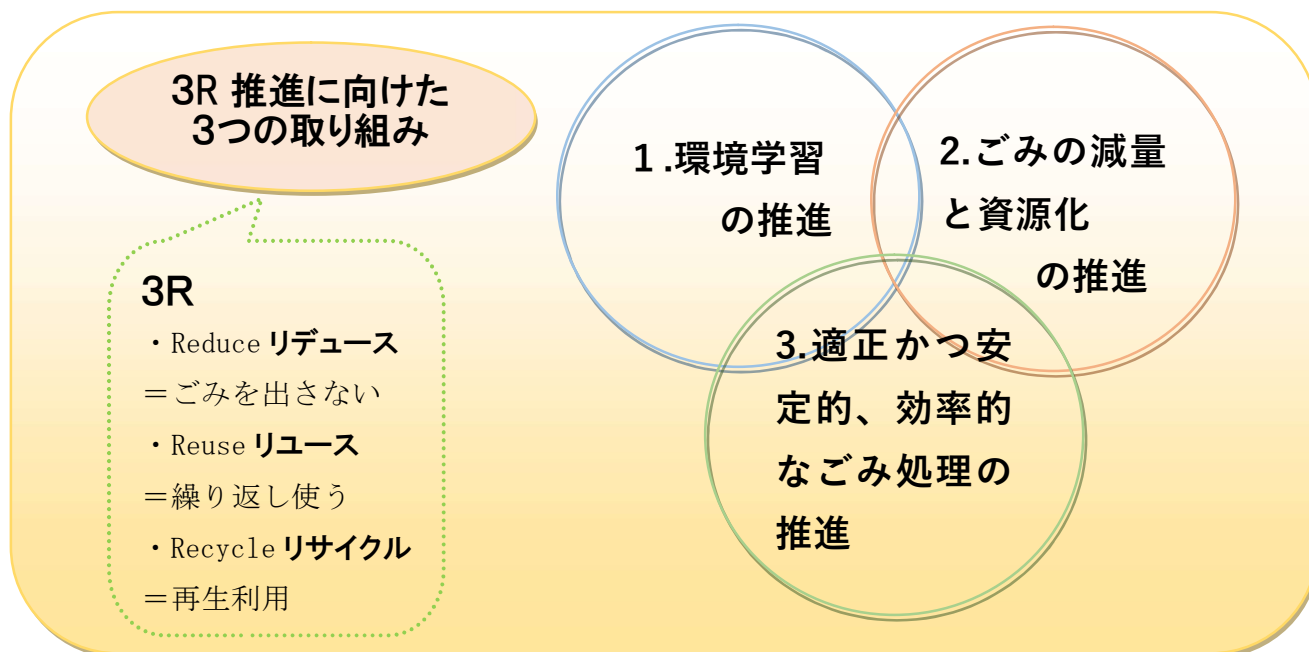 3R 推進に向けた
3つの取り組み
3R
・Reduce リデュース
＝ごみを出さない
・Reuse リユース
＝繰り返し使う
・Recycle リサイクル
＝再生利用
１.環境学習
の推進
2.ごみの減量
と資源化
の推進
3.適正かつ安
定的、効率的
なごみ処理の
推進